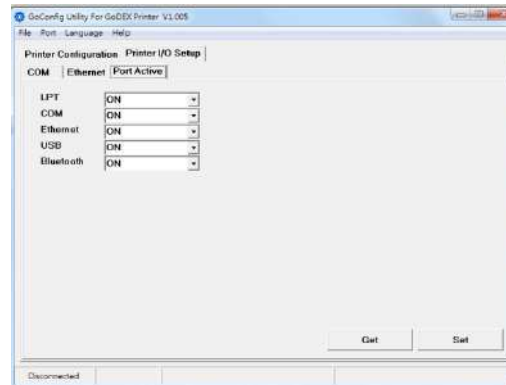 GoConfig Utility For GoDEX Printer V1.005
File Port Language Help
Printer Configuration Printer I/O Setup
COM Ethernet Port Active
LPT ON
COM ON
Ethernet ON
USB ON
Bluetooth ON
Get Set
Disconnected